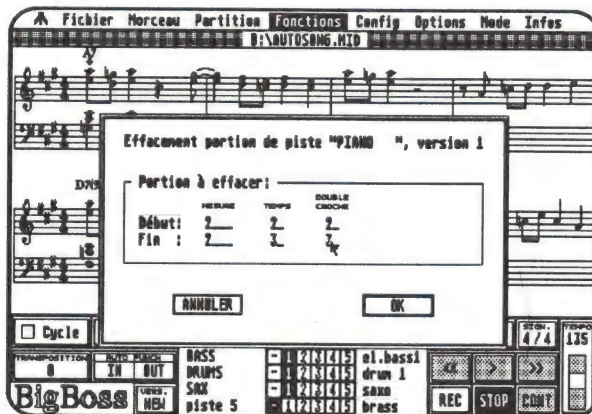 Fichier Morceau Partition Fonctions Config Options Mode Infos
D:\AUTOSONG.MID
A7
Effacement portion de piste "PIANO ", version 1
Portion à effacer:
MESURE TEMPS DOUBLE CROCHE
Début: 2 2 2
Fin : 2 3
D7
Cycle
ANNULER OK
SIGN. TEMPO
4/4 135
TRANSPOSITION AUTO PUNCH
0 IN OUT
BASS - 1 2 3 4 5 el.bassi
DRUMS - 1 2 3 4 5 drum 1
SAX - 1 2 3 4 5 saxo
piste 5 - 1 2 3 4 5 brass
BigBoss VERS. NEW
<< > >>
REC STOP CONT